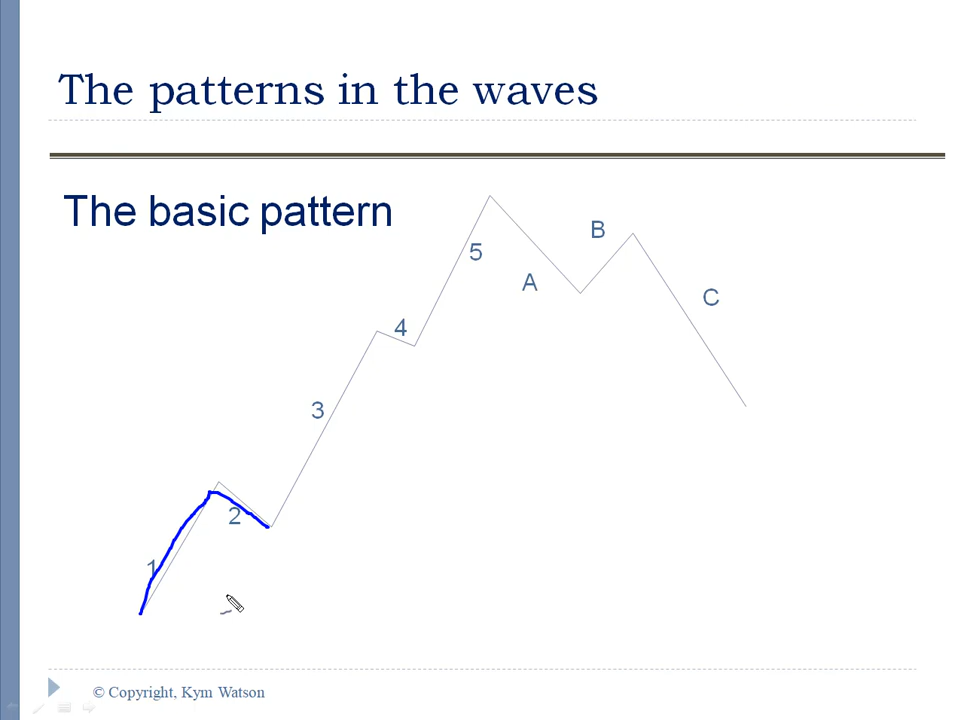 The patterns in the waves
The basic pattern
B
5
A
C
4
3
2
1
© Copyright, Kym Watson